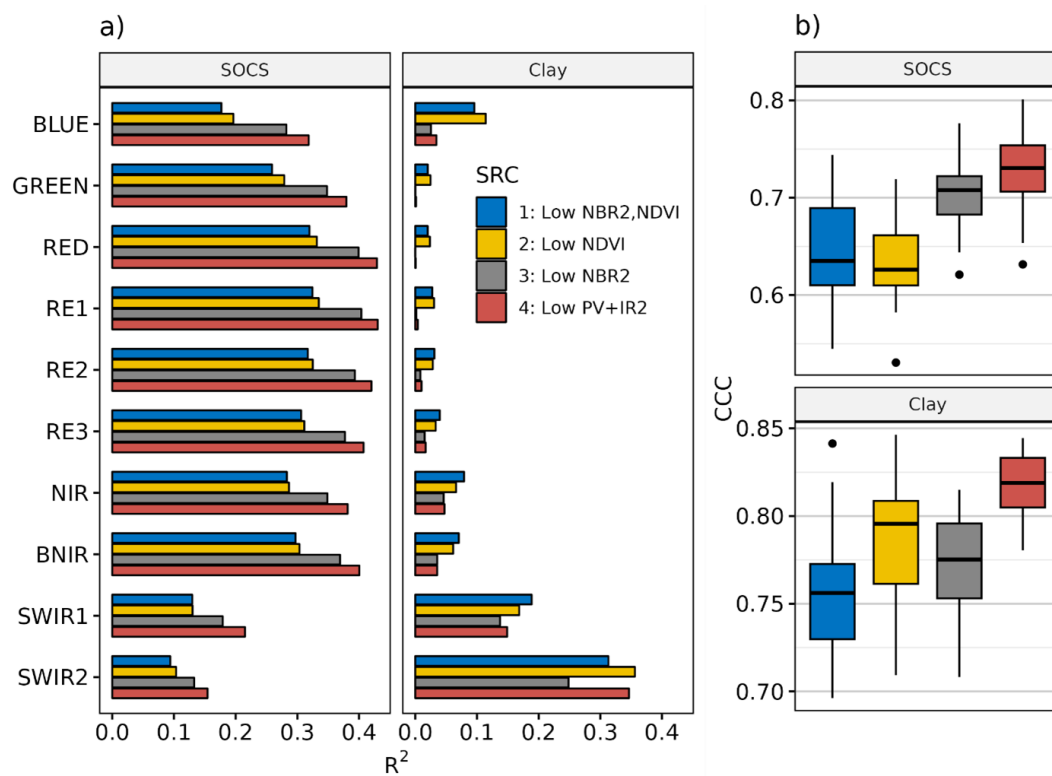 a)
SOCS
Clay
BLUE
GREEN
RED
RE1
RE2
RE3
NIR
BNIR
SWIR1
SWIR2
SRC
1: Low NBR2,NDVI
2: Low NDVI
3: Low NBR2
4: Low PV+IR2
0.0 0.1 0.2 0.3 0.4
0.0 0.1 0.2 0.3 0.4
R²
b)
SOCS
0.8
0.7
0.6
CCC
Clay
0.85
0.80
0.75
0.70